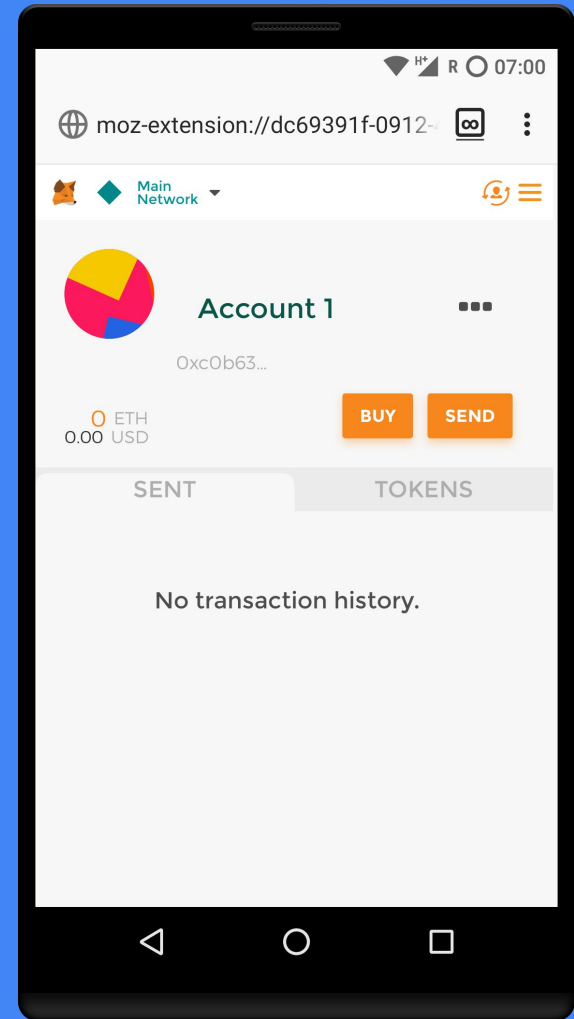 H+ R 07:00
moz-extension://dc69391f-0912- ∞
Main
Network
Account 1
0xc0b63...
0 ETH
BUY SEND
0.00 USD
SENT TOKENS
No transaction history.